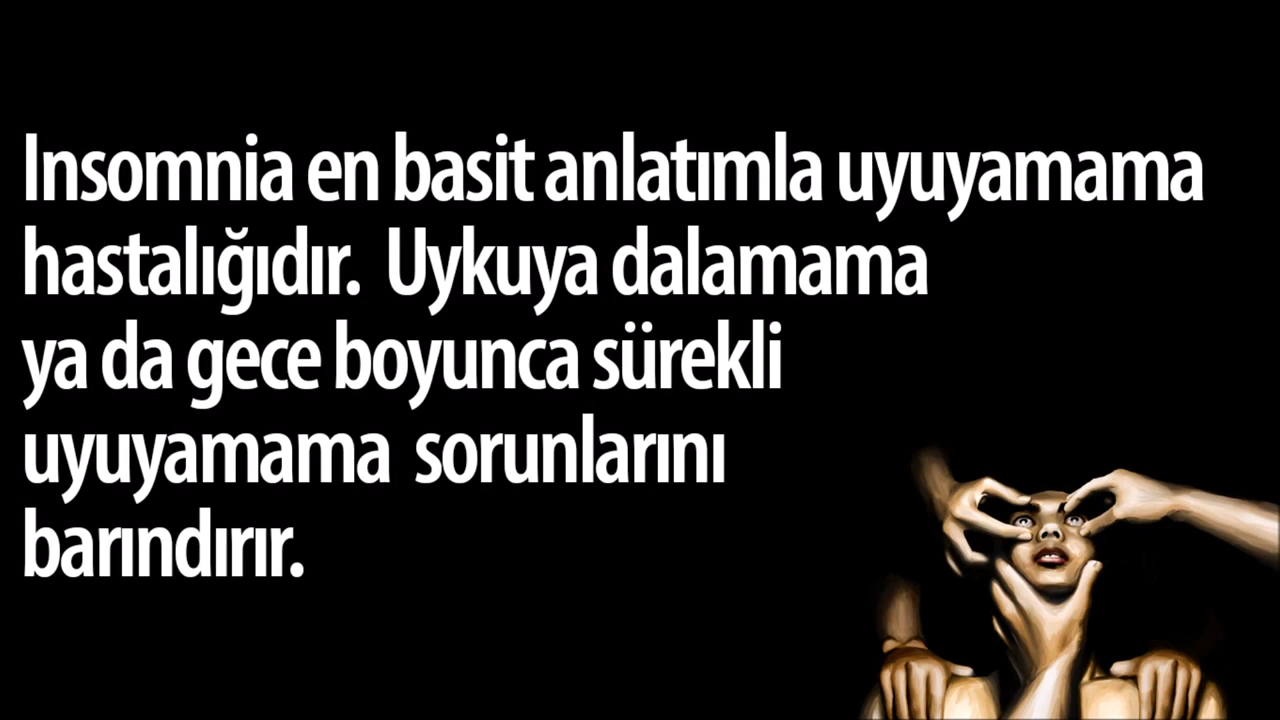 Insomnia en basit anlatımla uyuyamama
hastalığıdır. Uykuya dalamama
ya da gece boyunca sürekli
uyuyamama sorunlarını
barındırır.